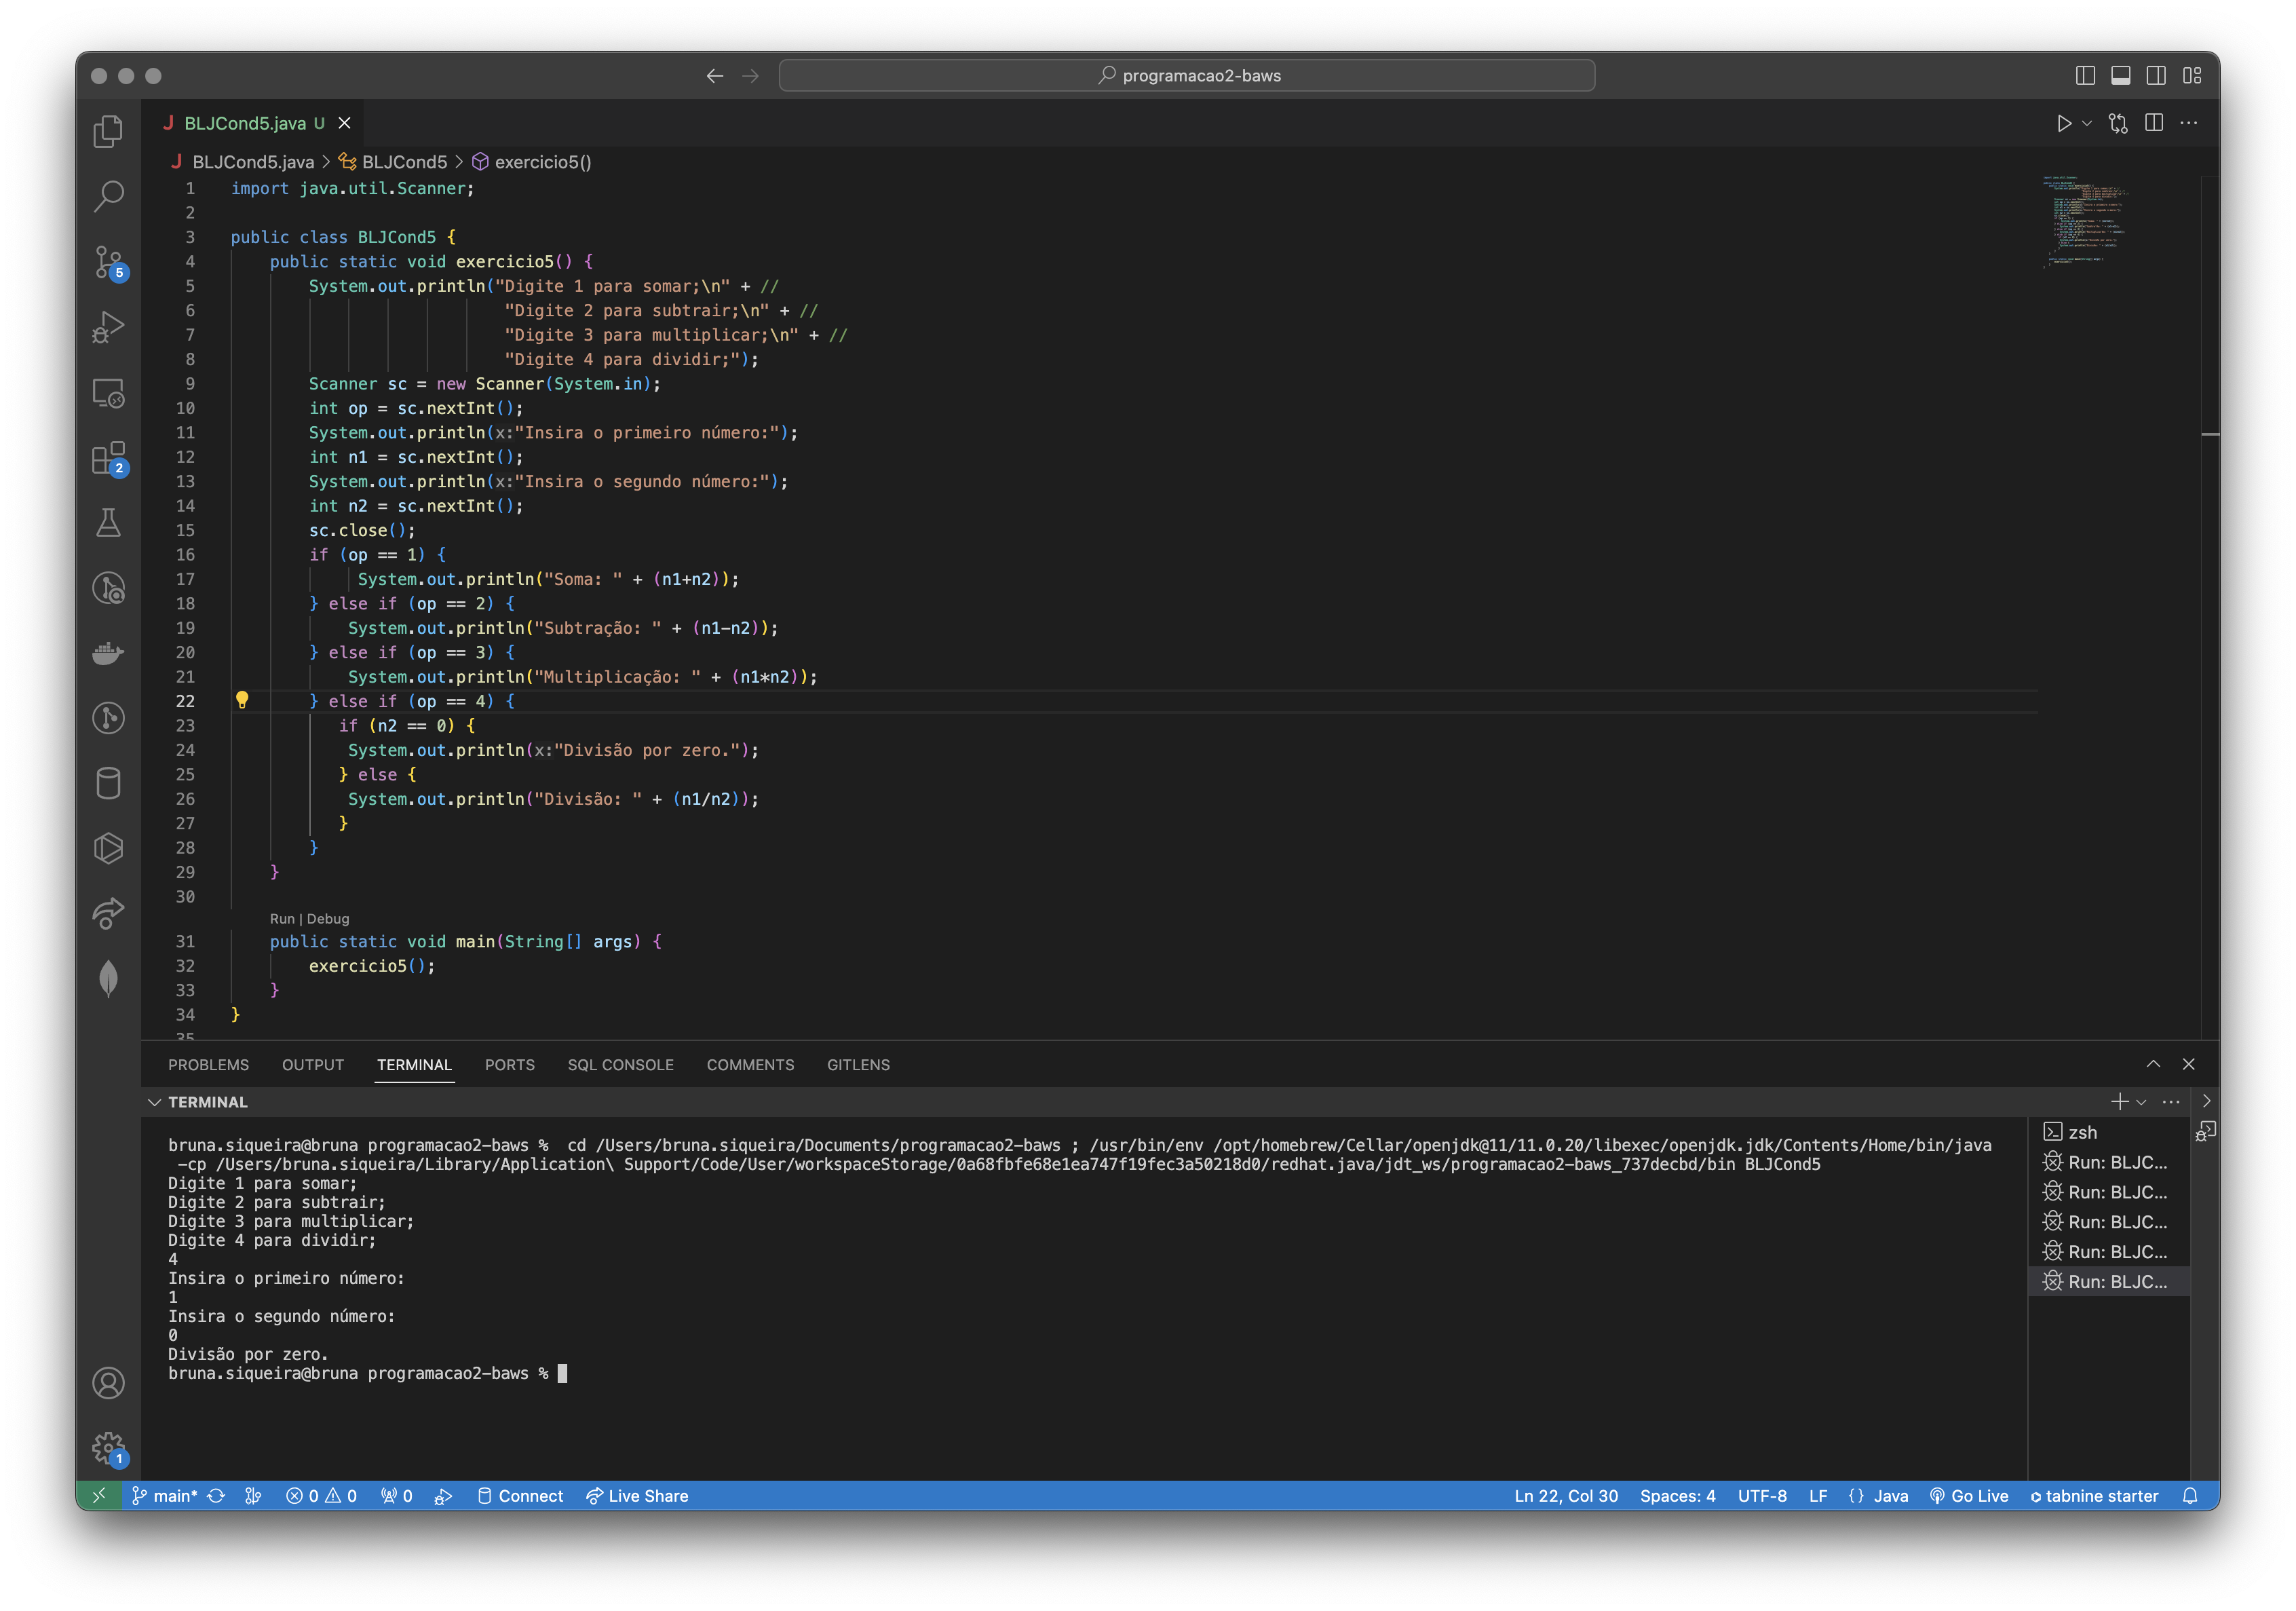 programacao2-baws
BLJCond5.java U
BLJCond5.java > BLJCond5 > exercicio5()
1 import java.util.Scanner;
2
3 public class BLJCond5 {
4 public static void exercicio5() {
5 System.out.println("Digite 1 para somar;\n" + //
6 "Digite 2 para subtrair;\n" + //
7 "Digite 3 para multiplicar;\n" + //
8 "Digite 4 para dividir;");
9 Scanner sc = new Scanner(System.in);
10 int op = sc.nextInt();
11 System.out.println(x:"Insira o primeiro número:");
12 int n1 = sc.nextInt();
13 System.out.println(x:"Insira o segundo número:");
14 int n2 = sc.nextInt();
15 sc.close();
16 if (op == 1) {
17 System.out.println("Soma: " + (n1+n2));
18 } else if (op == 2) {
19 System.out.println("Subtração: " + (n1-n2));
20 } else if (op == 3) {
21 System.out.println("Multiplicação: " + (n1*n2));
22 } else if (op == 4) {
23 if (n2 == 0) {
24 System.out.println(x:"Divisão por zero.");
25 } else {
26 System.out.println("Divisão: " + (n1/n2));
27 }
28 }
29 }
30
Run | Debug
31 public static void main(String[] args) {
32 exercicio5();
33 }
34 }
35
5
2
1
PROBLEMS OUTPUT TERMINAL PORTS SQL CONSOLE COMMENTS GITLENS
TERMINAL
bruna.siqueira@bruna programacao2-baws % cd /Users/bruna.siqueira/Documents/programacao2-baws ; /usr/bin/env /opt/homebrew/Cellar/openjdk@11/11.0.20/libexec/openjdk.jdk/Contents/Home/bin/java
-cp /Users/bruna.siqueira/Library/Application\ Support/Code/User/workspaceStorage/0a68fbfe68e1ea747f19fec3a50218d0/redhat.java/jdt_ws/programacao2-baws_737decbd/bin BLJCond5
Digite 1 para somar;
Digite 2 para subtrair;
Digite 3 para multiplicar;
Digite 4 para dividir;
4
Insira o primeiro número:
1
Insira o segundo número:
0
Divisão por zero.
bruna.siqueira@bruna programacao2-baws %
zsh
Run: BLJC...
Run: BLJC...
Run: BLJC...
Run: BLJC...
Run: BLJC...
main* 0 0 0 Connect Live Share Ln 22, Col 30 Spaces: 4 UTF-8 LF {} Java Go Live tabnine starter